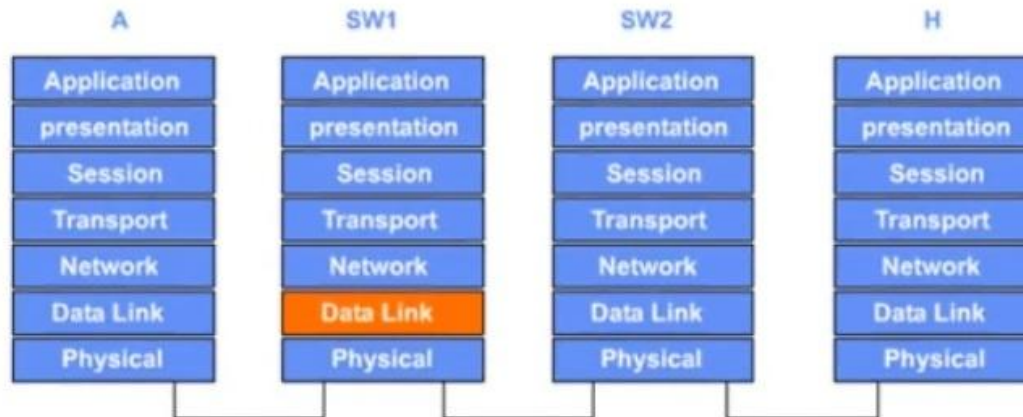 A SW1 SW2 H
Application Application Application Application
presentation presentation presentation presentation
Session Session Session Session
Transport Transport Transport Transport
Network Network Network Network
Data Link Data Link Data Link Data Link
Physical Physical Physical Physical